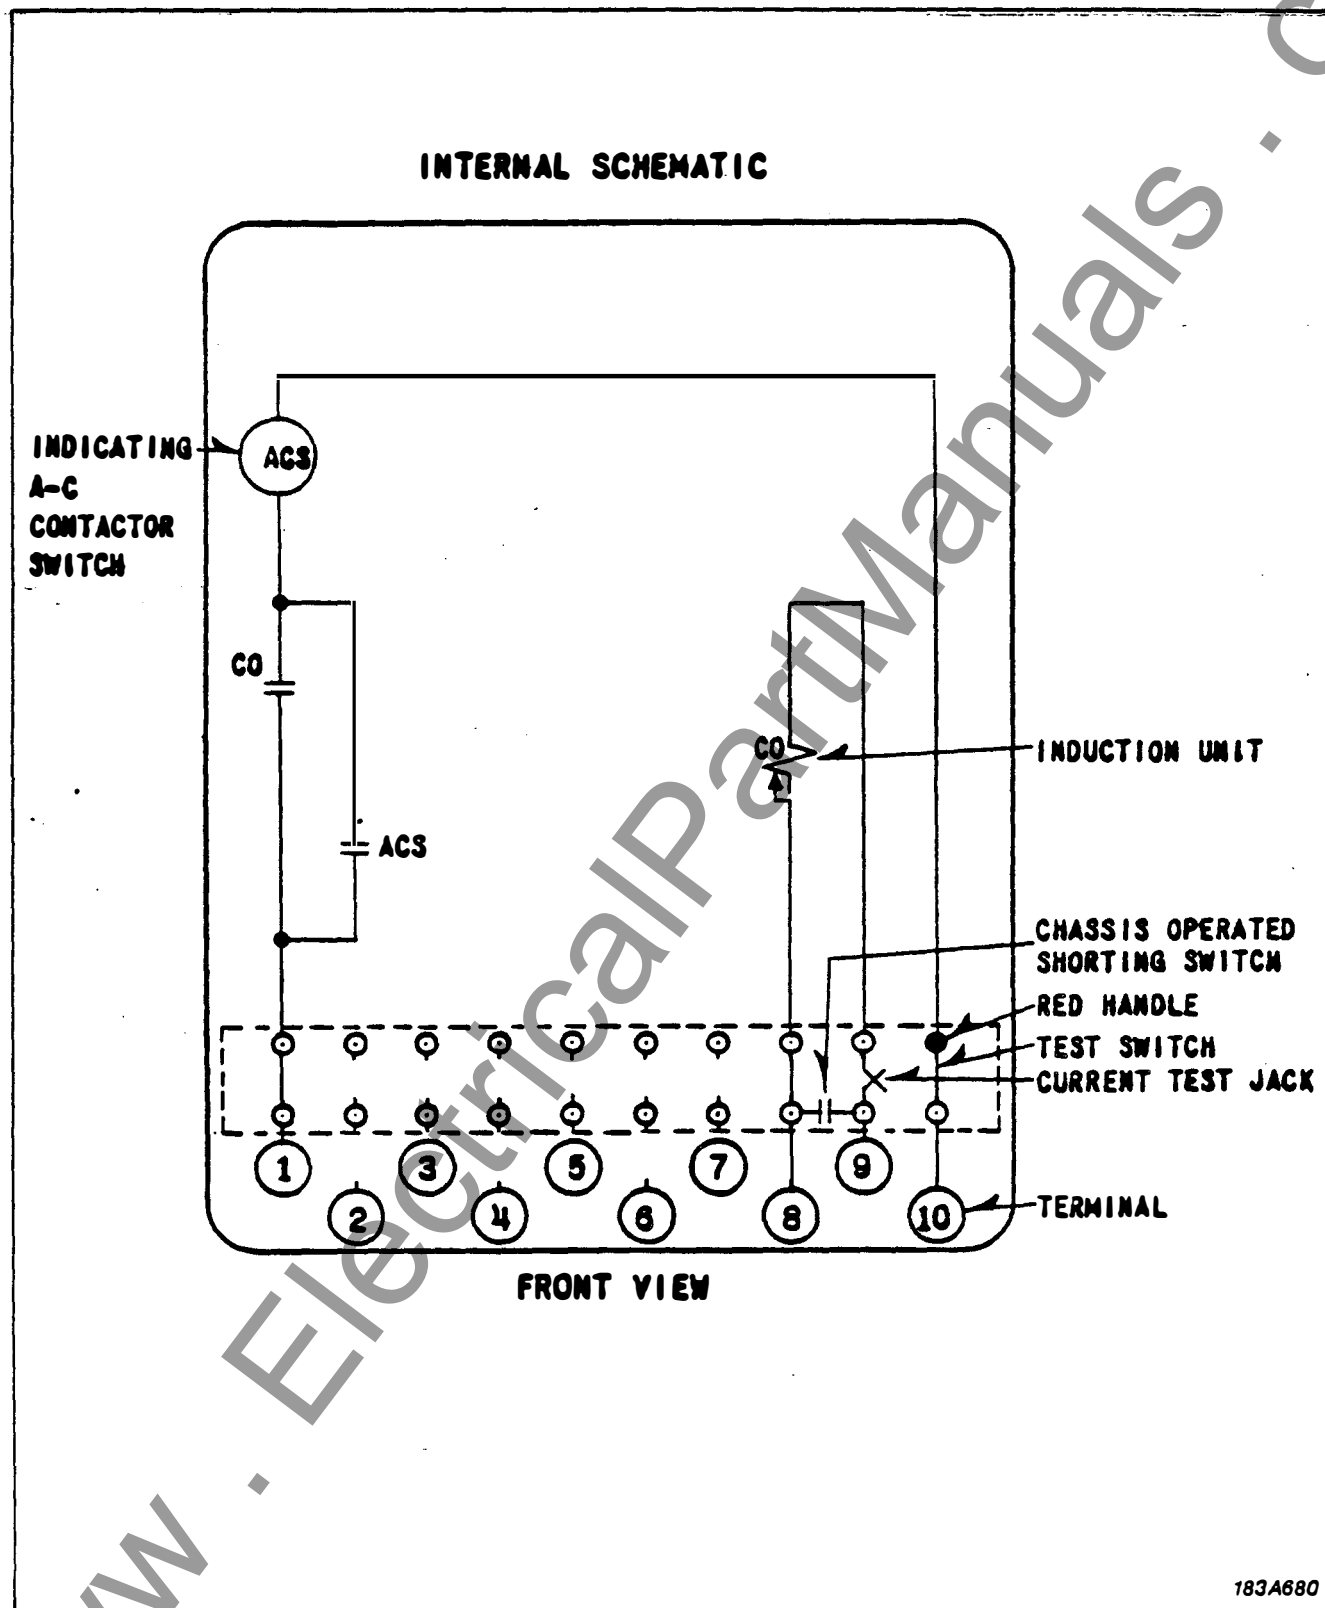 INTERNAL SCHEMATIC
INDICATING
A-C
CONTACTOR
SWITCH
ACS
CO
ACS
CO
INDUCTION UNIT
CHASSIS OPERATED
SHORTING SWITCH
RED HANDLE
TEST SWITCH
CURRENT TEST JACK
1
2
3
4
5
6
7
8
9
10
TERMINAL
FRONT VIEW
183A680
ww . ElectricalPartManuals . c